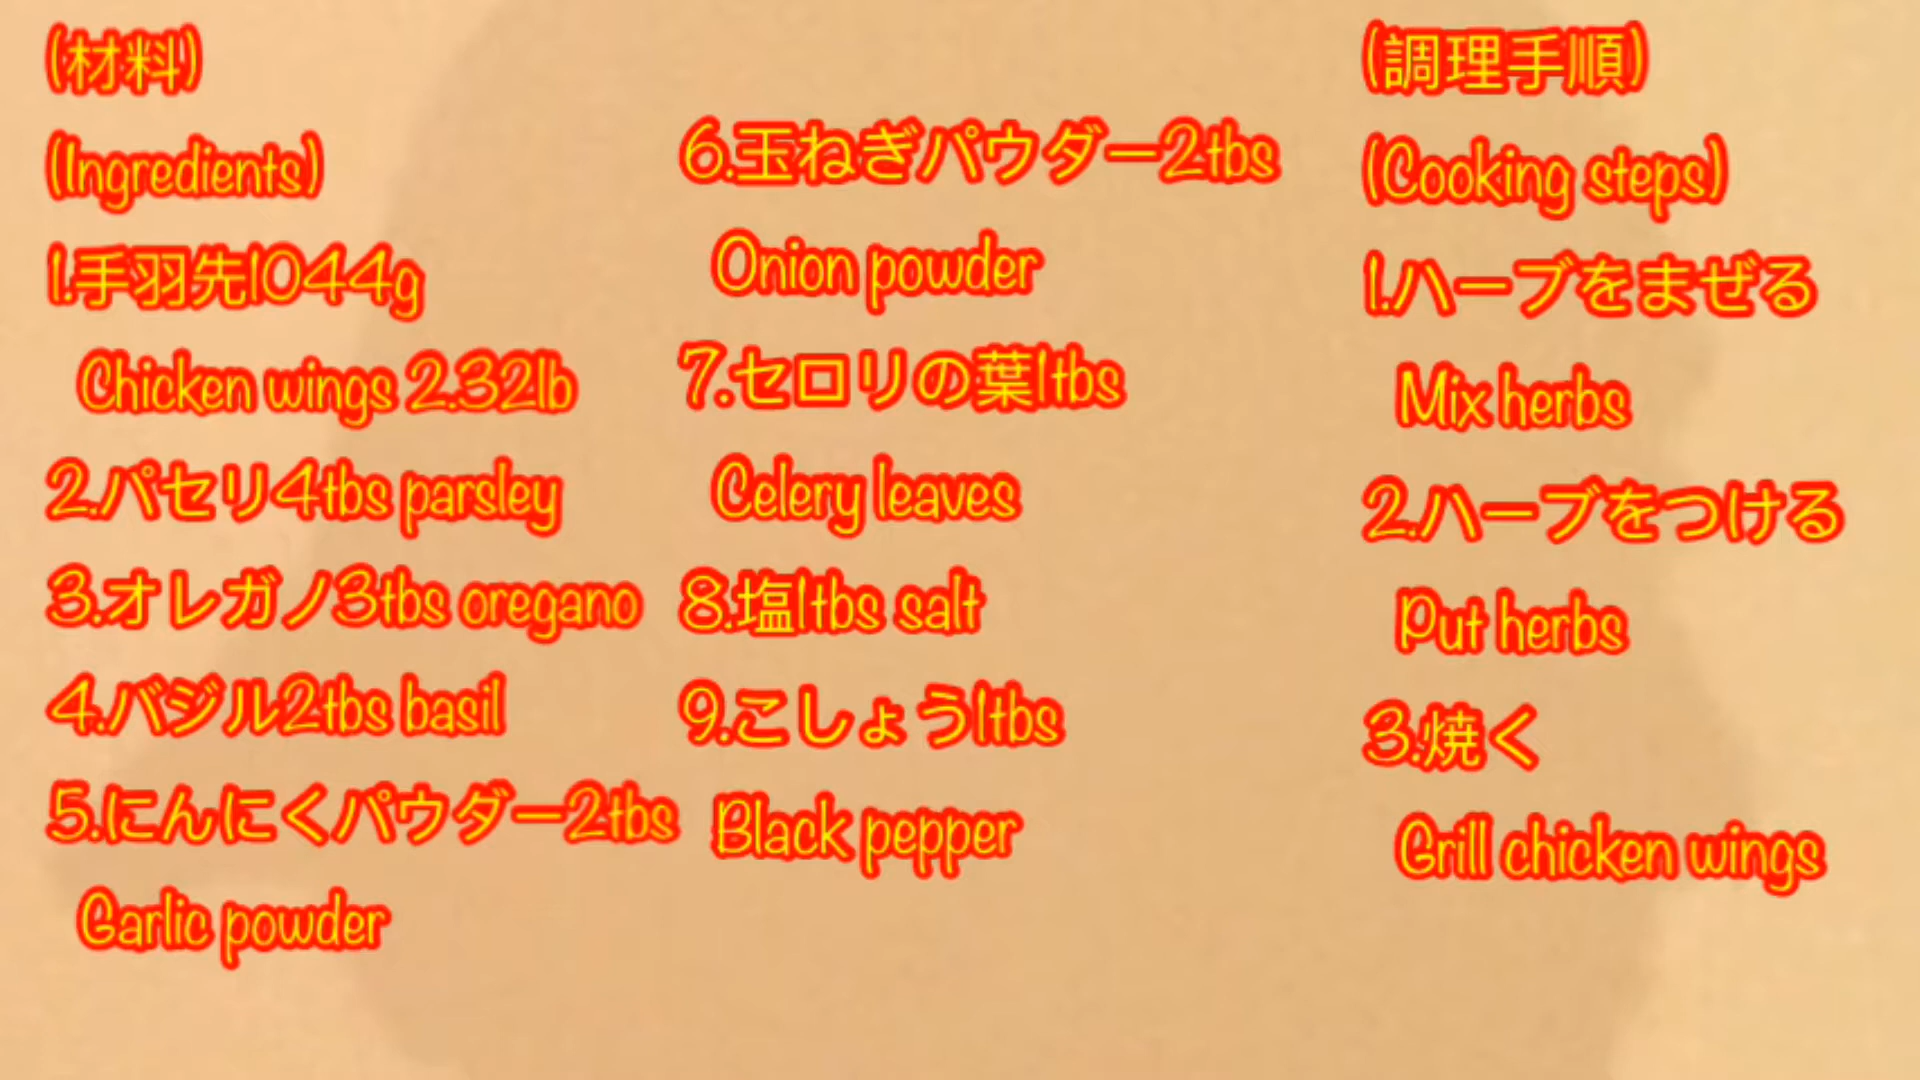 (材料)
(Ingredients)
1.手羽先1044g
Chicken wings 2.32lb
2.パセリ4tbs parsley
3.オレガノ3tbs oregano
4.バジル2tbs basil
5.にんにくパウダー2tbs
Garlic powder
6.玉ねぎパウダー2tbs
Onion powder
7.セロリの葉1tbs
Celery leaves
8.塩1tbs salt
9.こしょう1tbs
Black pepper
(調理手順)
(Cooking steps)
1.ハーブをまぜる
Mix herbs
2.ハーブをつける
Put herbs
3.焼く
Grill chicken wings